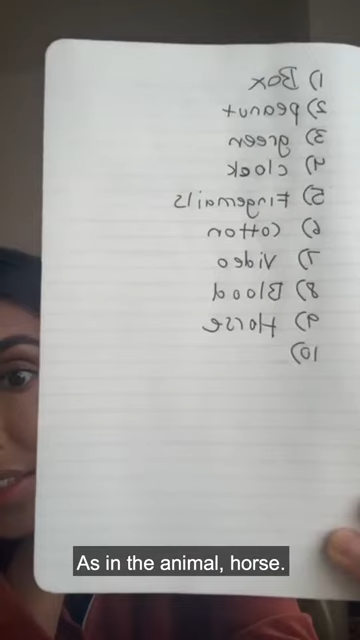 1) Box
2) peanut
3) green
4) clock
5) Fingernails
6) cotton
7) Video
8) Blood
9) Horse
10)
As in the animal, horse.